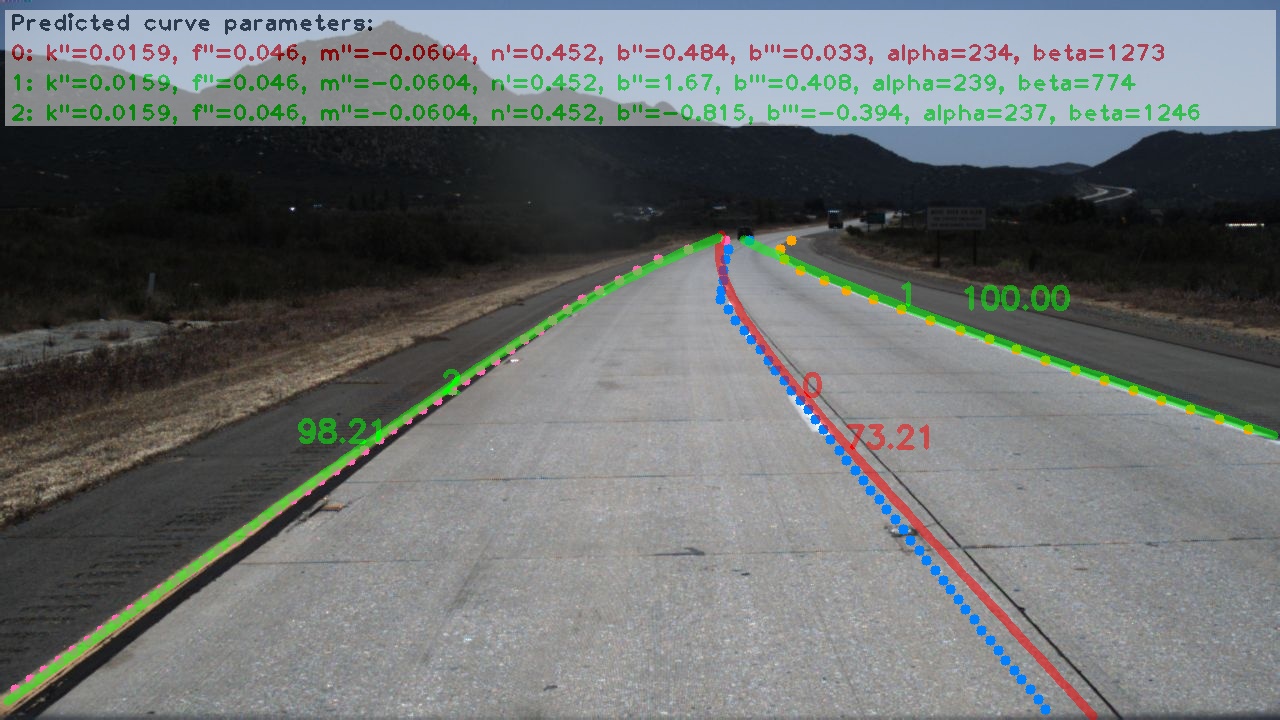 Predicted curve parameters:
0: k''=0.0159, f''=0.046, m''=−0.0604, n'=0.452, b''=0.484, b'''=0.033, alpha=234, beta=1273
1: k''=0.0159, f''=0.046, m''=−0.0604, n'=0.452, b''=1.67, b'''=0.408, alpha=239, beta=774
2: k''=0.0159, f''=0.046, m''=−0.0604, n'=0.452, b''=−0.815, b'''=−0.394, alpha=237, beta=1246
1 100.00
2
0
98.21
73.21